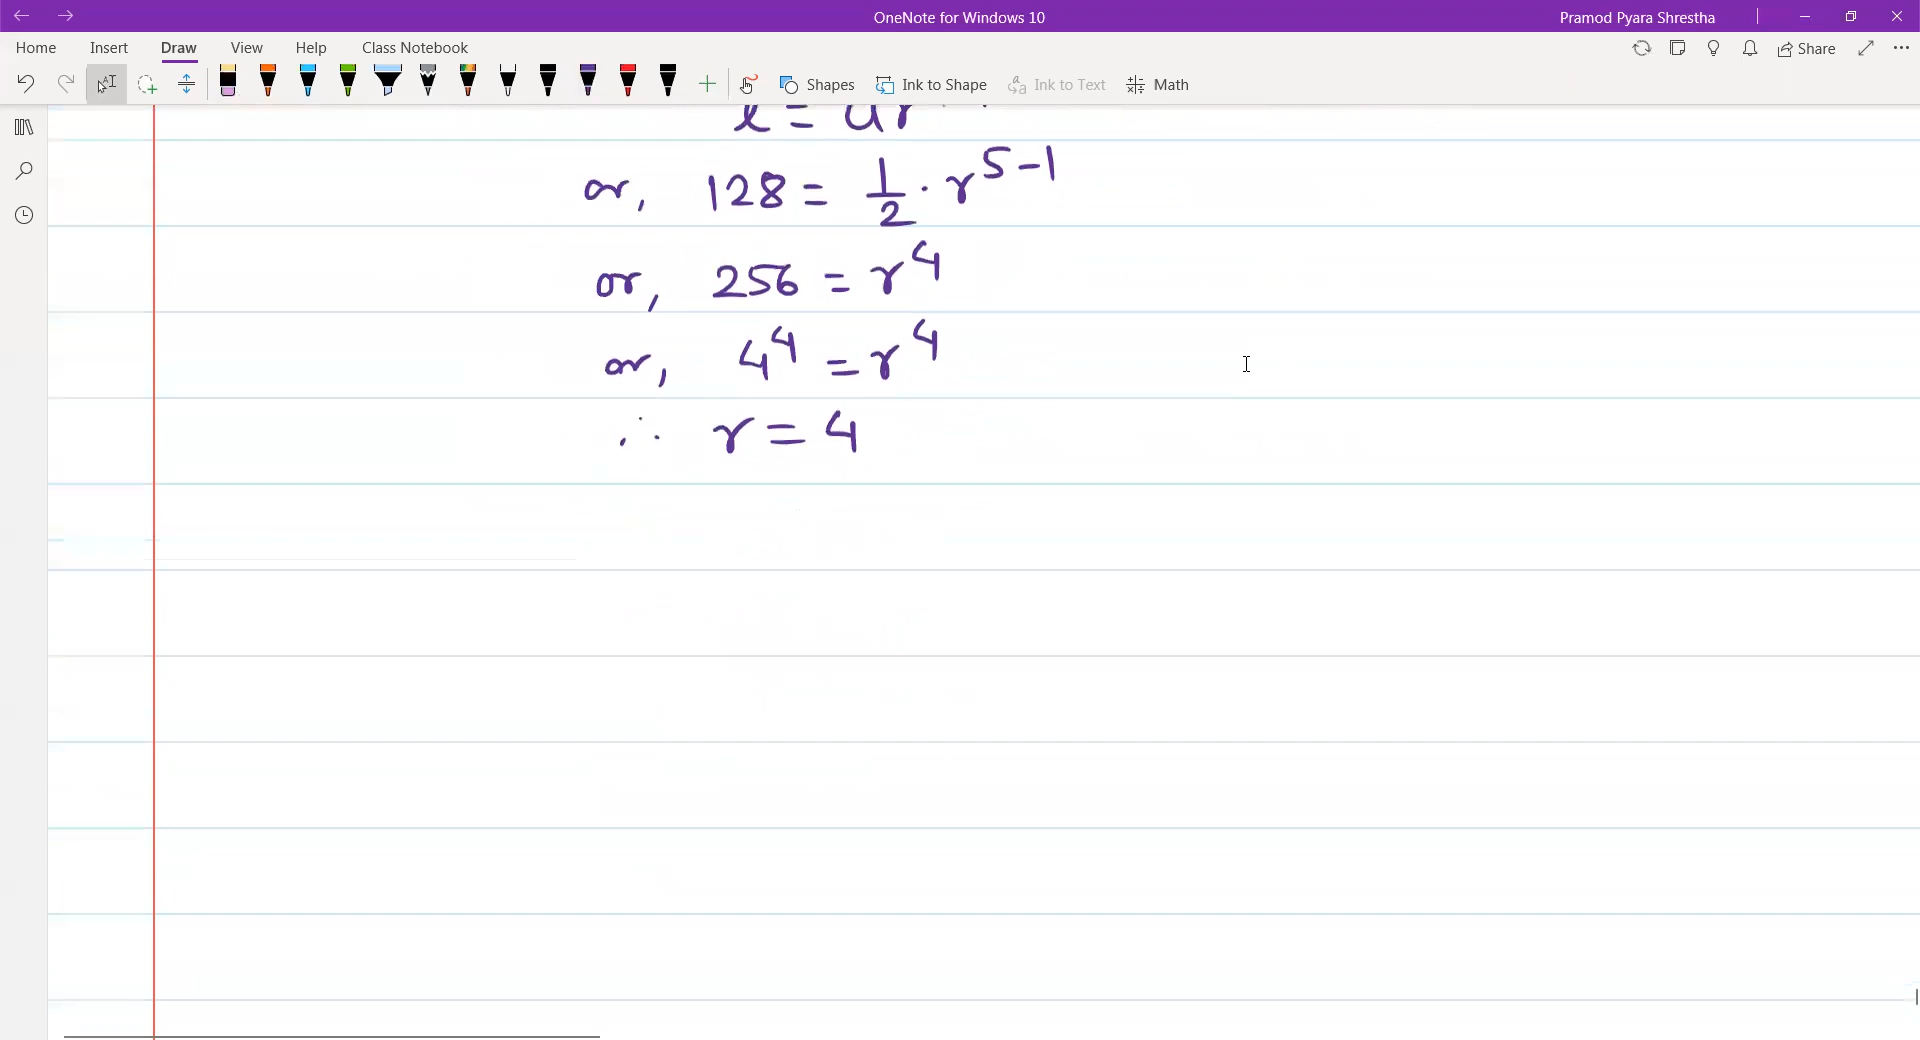 OneNote for Windows 10
Pramod Pyara Shrestha
Home Insert Draw View Help Class Notebook
Share
Shapes Ink to Shape Ink to Text Math
l = ar
or, 128 = 1/2 · r^5-1
or, 256 = r^4
or, 4^4 = r^4
∴ r = 4